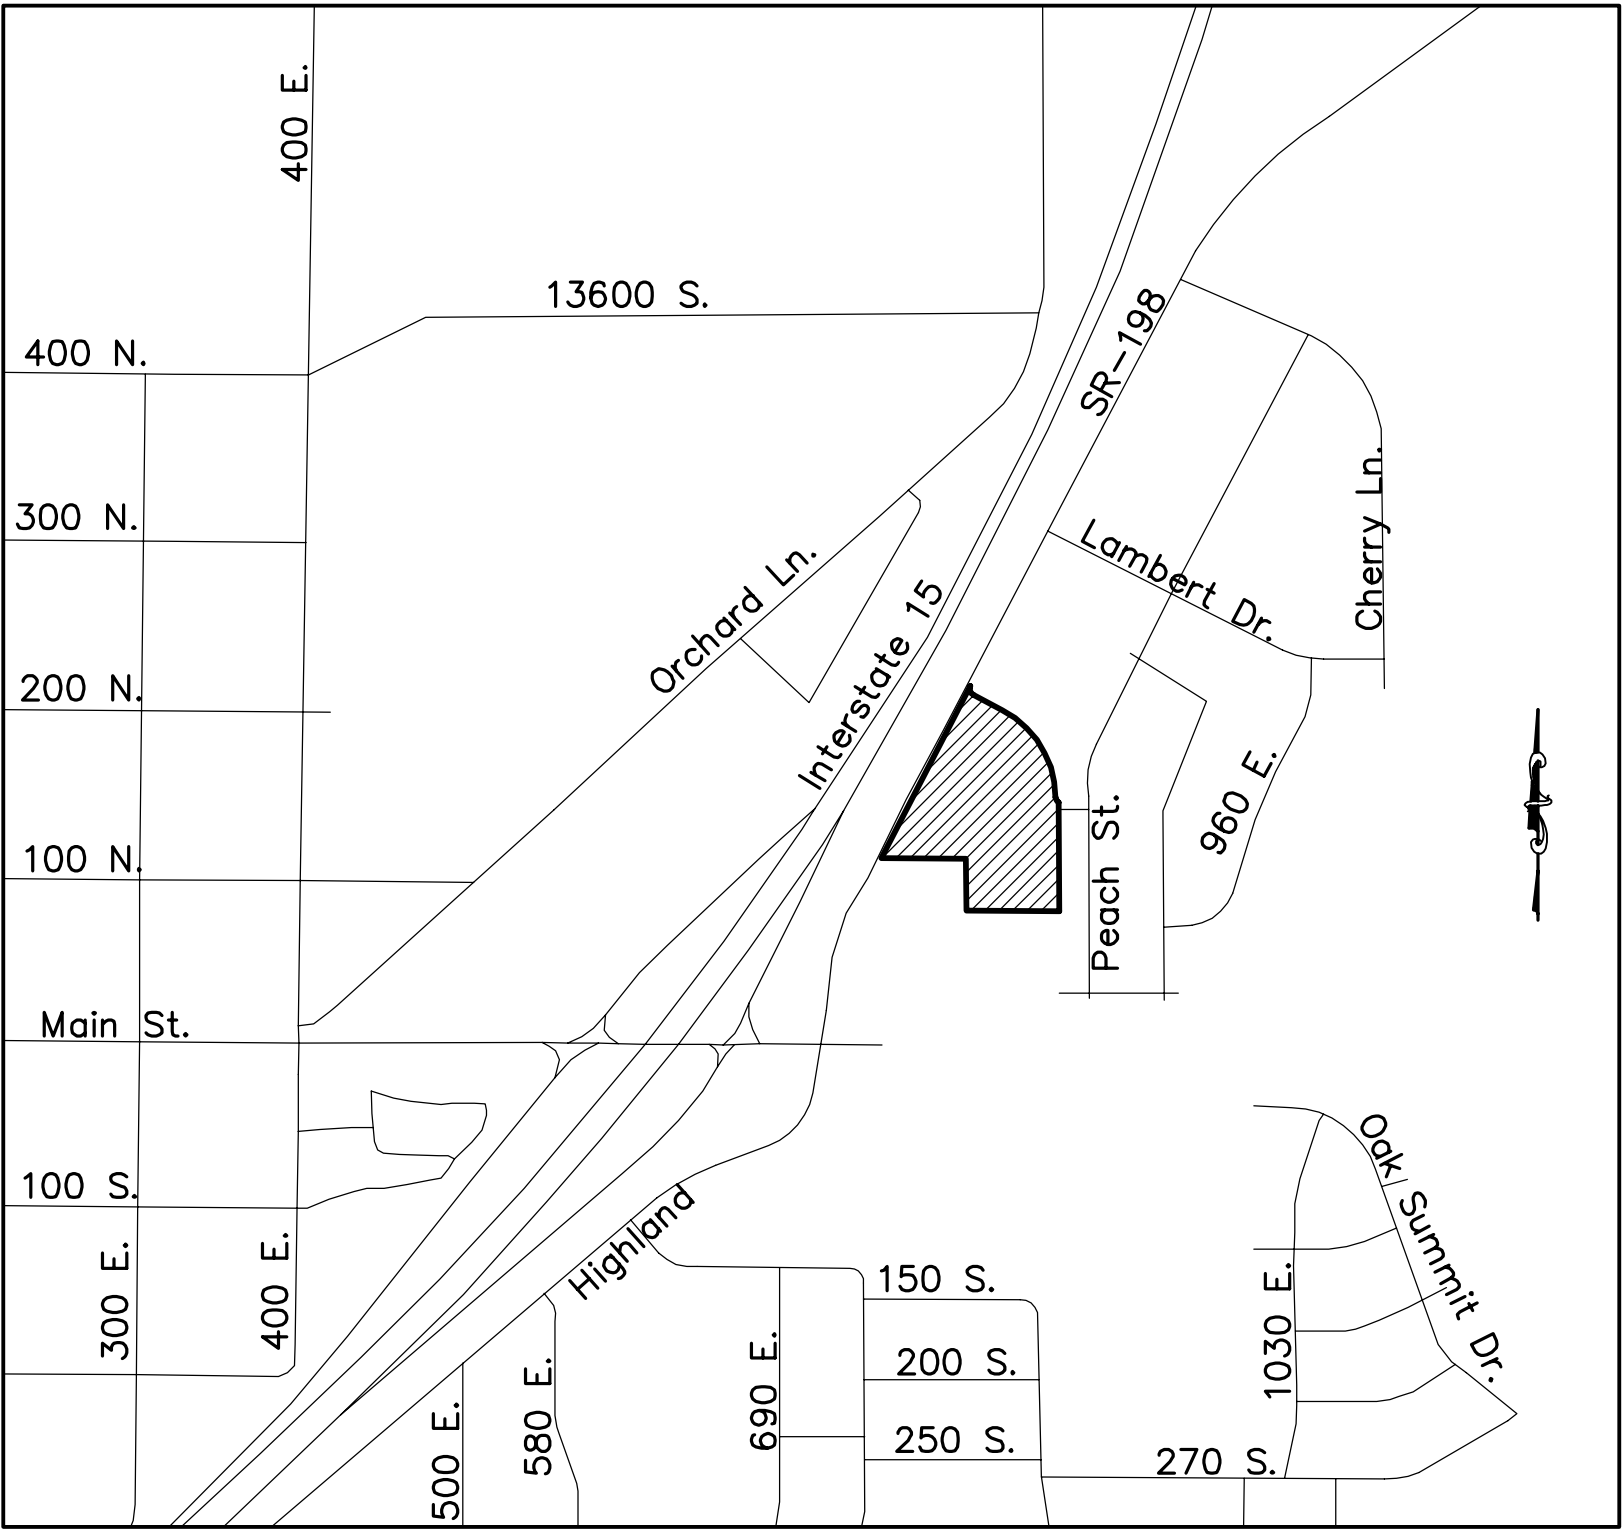 400 E.
13600 S.
SR-198
400 N.
300 N.
Cherry Ln.
Lambert Dr.
Orchard Ln.
Interstate 15
200 N.
960 E.
Peach St.
100 N.
Main St.
Oak Summit Dr.
100 S.
Highland
300 E.
400 E.
150 S.
1030 E.
200 S.
690 E.
580 E.
500 E.
250 S.
270 S.